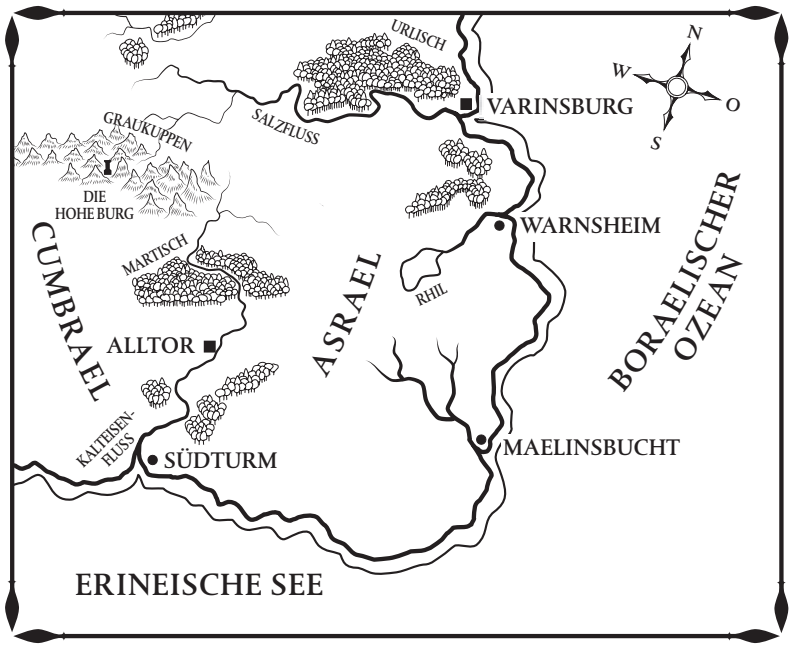 URLISCH
N
W
O
S
VARINSBURG
SALZFLUSS
GRAUKUPPEN
DIE
HOHE BURG
WARNSHEIM
MARTISCH
RHIL
CUMBRAEL
ASRAEL
BORAELISCHER
OZEAN
ALLTOR
KALTEISEN-
FLUSS
SÜDTURM
MAELINSBUCHT
ERINEISCHE SEE